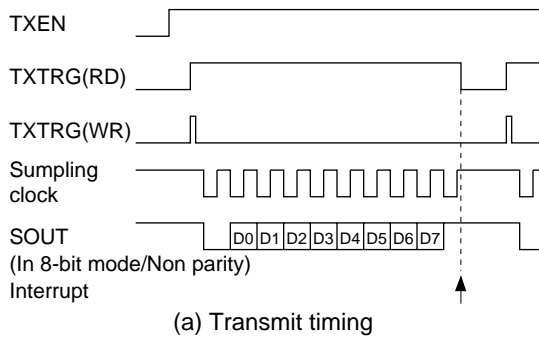 TXEN
TXTRG(RD)
TXTRG(WR)
Sumpling
clock
SOUT
D0 D1 D2 D3 D4 D5 D6 D7
(In 8-bit mode/Non parity)
Interrupt
(a) Transmit timing